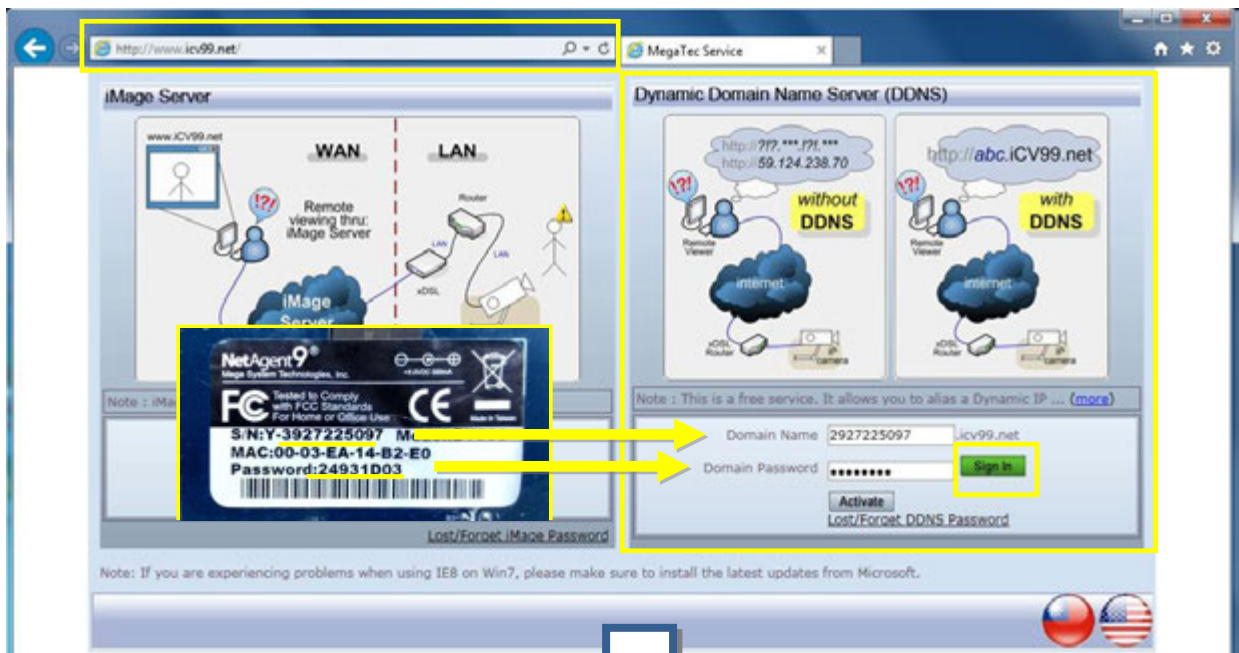 http://www.icv99.net/
MegaTec Service
iMage Server
www.iCV99.net
WAN
LAN
!?!
Remote
viewing thru:
iMage Server
Router
LAN
LAN
xDSL
iMage
Server
NetAgent9®
Mega System Technologies, Inc.
FC
Tested to Comply
with FCC Standards
For Home or Office Use
CE
Made in Taiwan
S/N:Y-3927225097
MAC:00-03-EA-14-B2-E0
Password:24931D03
Note : iMa
Lost/Forget iMage Password
Dynamic Domain Name Server (DDNS)
http://?!?.***.!?!.***
http://59.124.238.70
!?!
without
DDNS
Remote
Viewer
internet
xDSL
Router
camera
http://abc.iCV99.net
!?!
with
DDNS
Remote
Viewer
internet
xDSL
Router
camera
Note : This is a free service. It allows you to alias a Dynamic IP ... (more)
Domain Name 2927225097 .icv99.net
Domain Password •••••••• Sign In
Activate
Lost/Forget DDNS Password
Note: If you are experiencing problems when using IE8 on Win7, please make sure to install the latest updates from Microsoft.